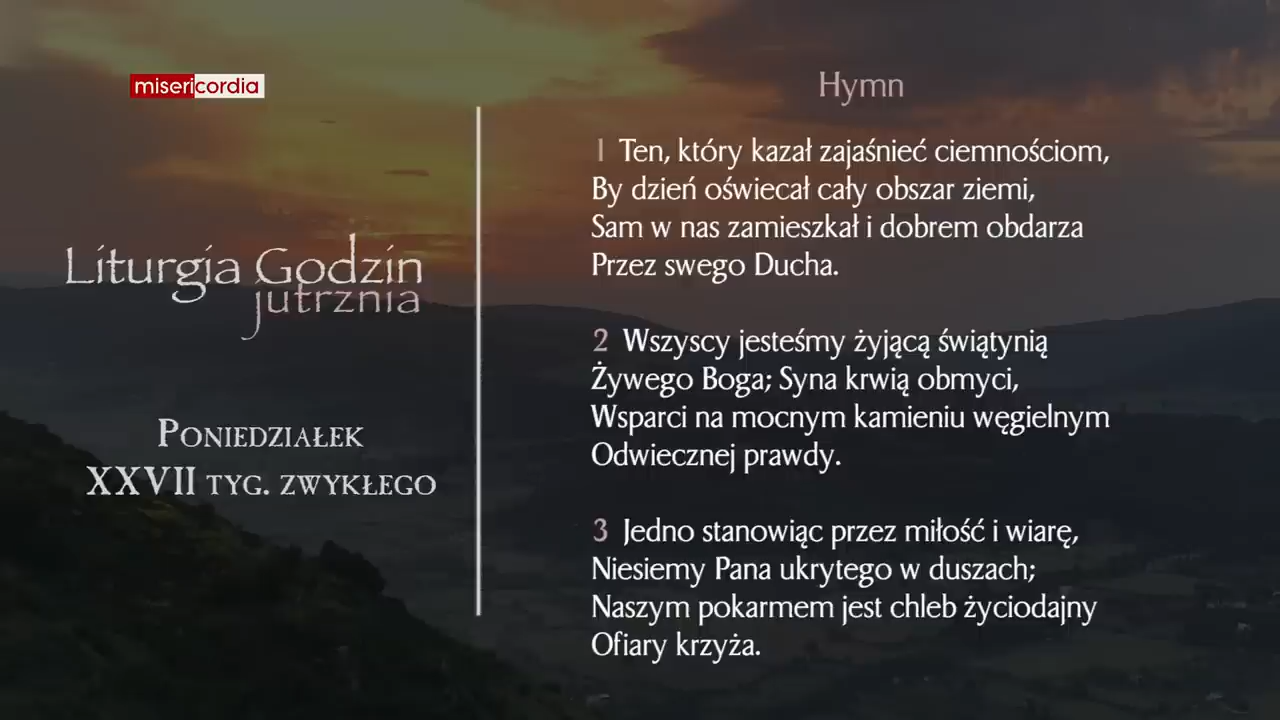 misericordia
Liturgia Godzin
jutrznia
Poniedziałek
XXVII tyg. zwykłego
Hymn
1 Ten, który kazał zajaśnieć ciemnościom,
By dzień oświecał cały obszar ziemi,
Sam w nas zamieszkał i dobrem obdarza
Przez swego Ducha.
2 Wszyscy jesteśmy żyjącą świątynią
Żywego Boga; Syna krwią obmyci,
Wsparci na mocnym kamieniu węgielnym
Odwiecznej prawdy.
3 Jedno stanowiąc przez miłość i wiarę,
Niesiemy Pana ukrytego w duszach;
Naszym pokarmem jest chleb życiodajny
Ofiary krzyża.